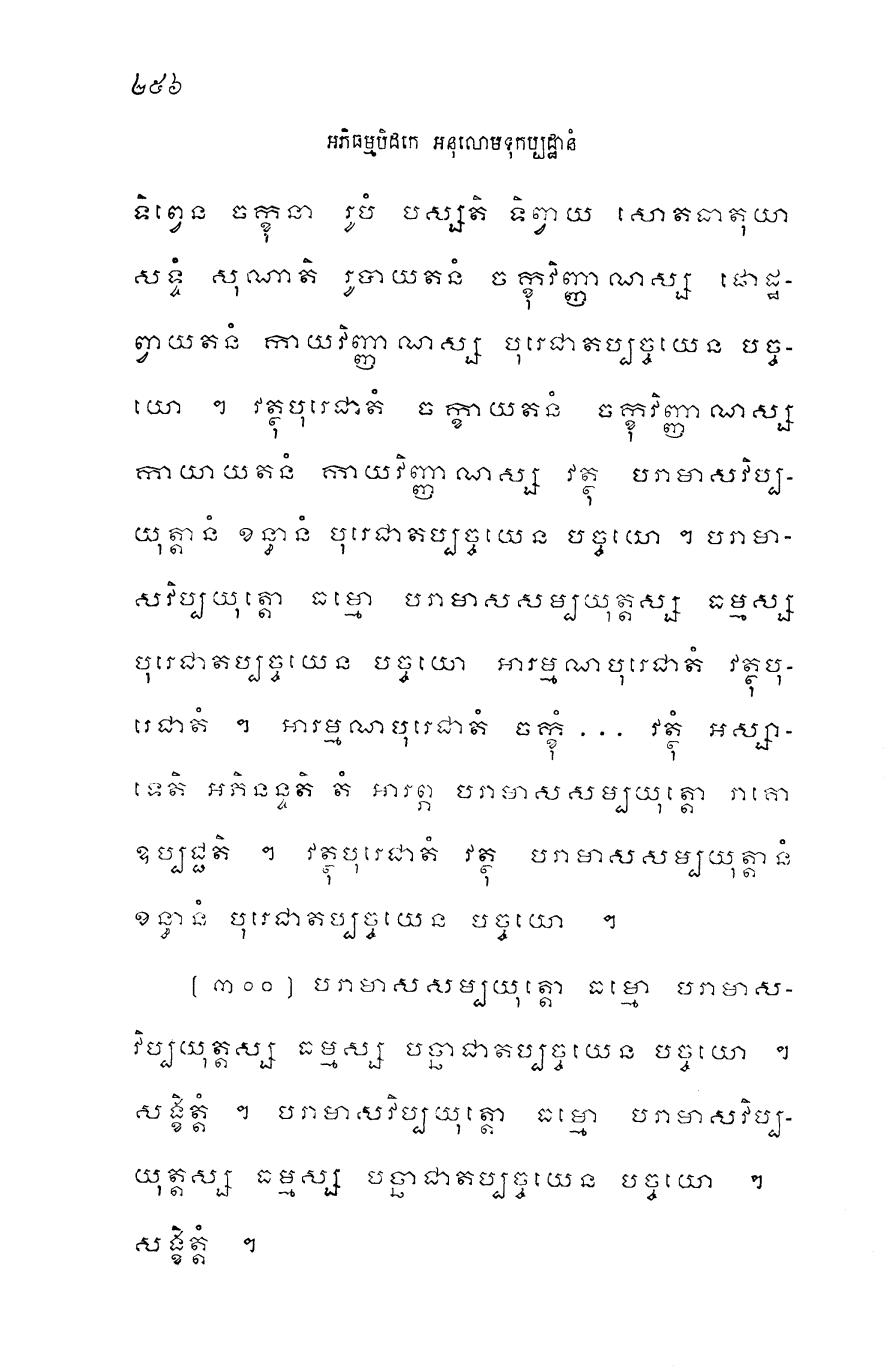 ២៥៦
អភិធម្មបិដកេ អនុលោមទុកប្បដ្ឋានំ
ទិព្វេន ចក្ខុនា រូបំ បស្សតិ ទិព្វាយ សោតធាតុយា
សទ្ទំ សុណាតិ រូបាយតនំ ចក្ខុវិញ្ញាណស្ស ផោដ្ឋ-
ព្វាយតនំ កាយវិញ្ញាណស្ស បុរេជាតប្បច្ចយេន បច្ច-
យោ ។ វត្ថុបុរេជាតំ ចក្ខាយតនំ ចក្ខុវិញ្ញាណស្ស
កាយាយតនំ កាយវិញ្ញាណស្ស វត្ថុ បរាមាសវិប្ប-
យុត្តានំ ខន្ធានំ បុរេជាតប្បច្ចយេន បច្ចយោ ។ បរាមា-
សវិប្បយុត្តោ ធម្មោ បរាមាសសម្បយុត្តស្ស ធម្មស្ស
បុរេជាតប្បច្ចយេន បច្ចយោ អារម្មណបុរេជាតំ វត្ថុបុ-
រេជាតំ ។ អារម្មណបុរេជាតំ ចក្ខុំ ... វត្ថុំ អស្សា-
ទេតិ អភិនន្ទតិ តំ អារព្ភ បរាមាសសម្បយុត្តោ រាគោ
ឧប្បជ្ជតិ ។ វត្ថុបុរេជាតំ វត្ថុ បរាមាសសម្បយុត្តានំ
ខន្ធានំ បុរេជាតប្បច្ចយេន បច្ចយោ ។
[៣០០] បរាមាសសម្បយុត្តោ ធម្មោ បរាមាស-
វិប្បយុត្តស្ស ធម្មស្ស បច្ឆាជាតប្បច្ចយេន បច្ចយោ ។
សង្ខិត្តំ ។ បរាមាសវិប្បយុត្តោ ធម្មោ បរាមាសវិប្ប-
យុត្តស្ស ធម្មស្ស បច្ឆាជាតប្បច្ចយេន បច្ចយោ ។
សង្ខិត្តំ ។